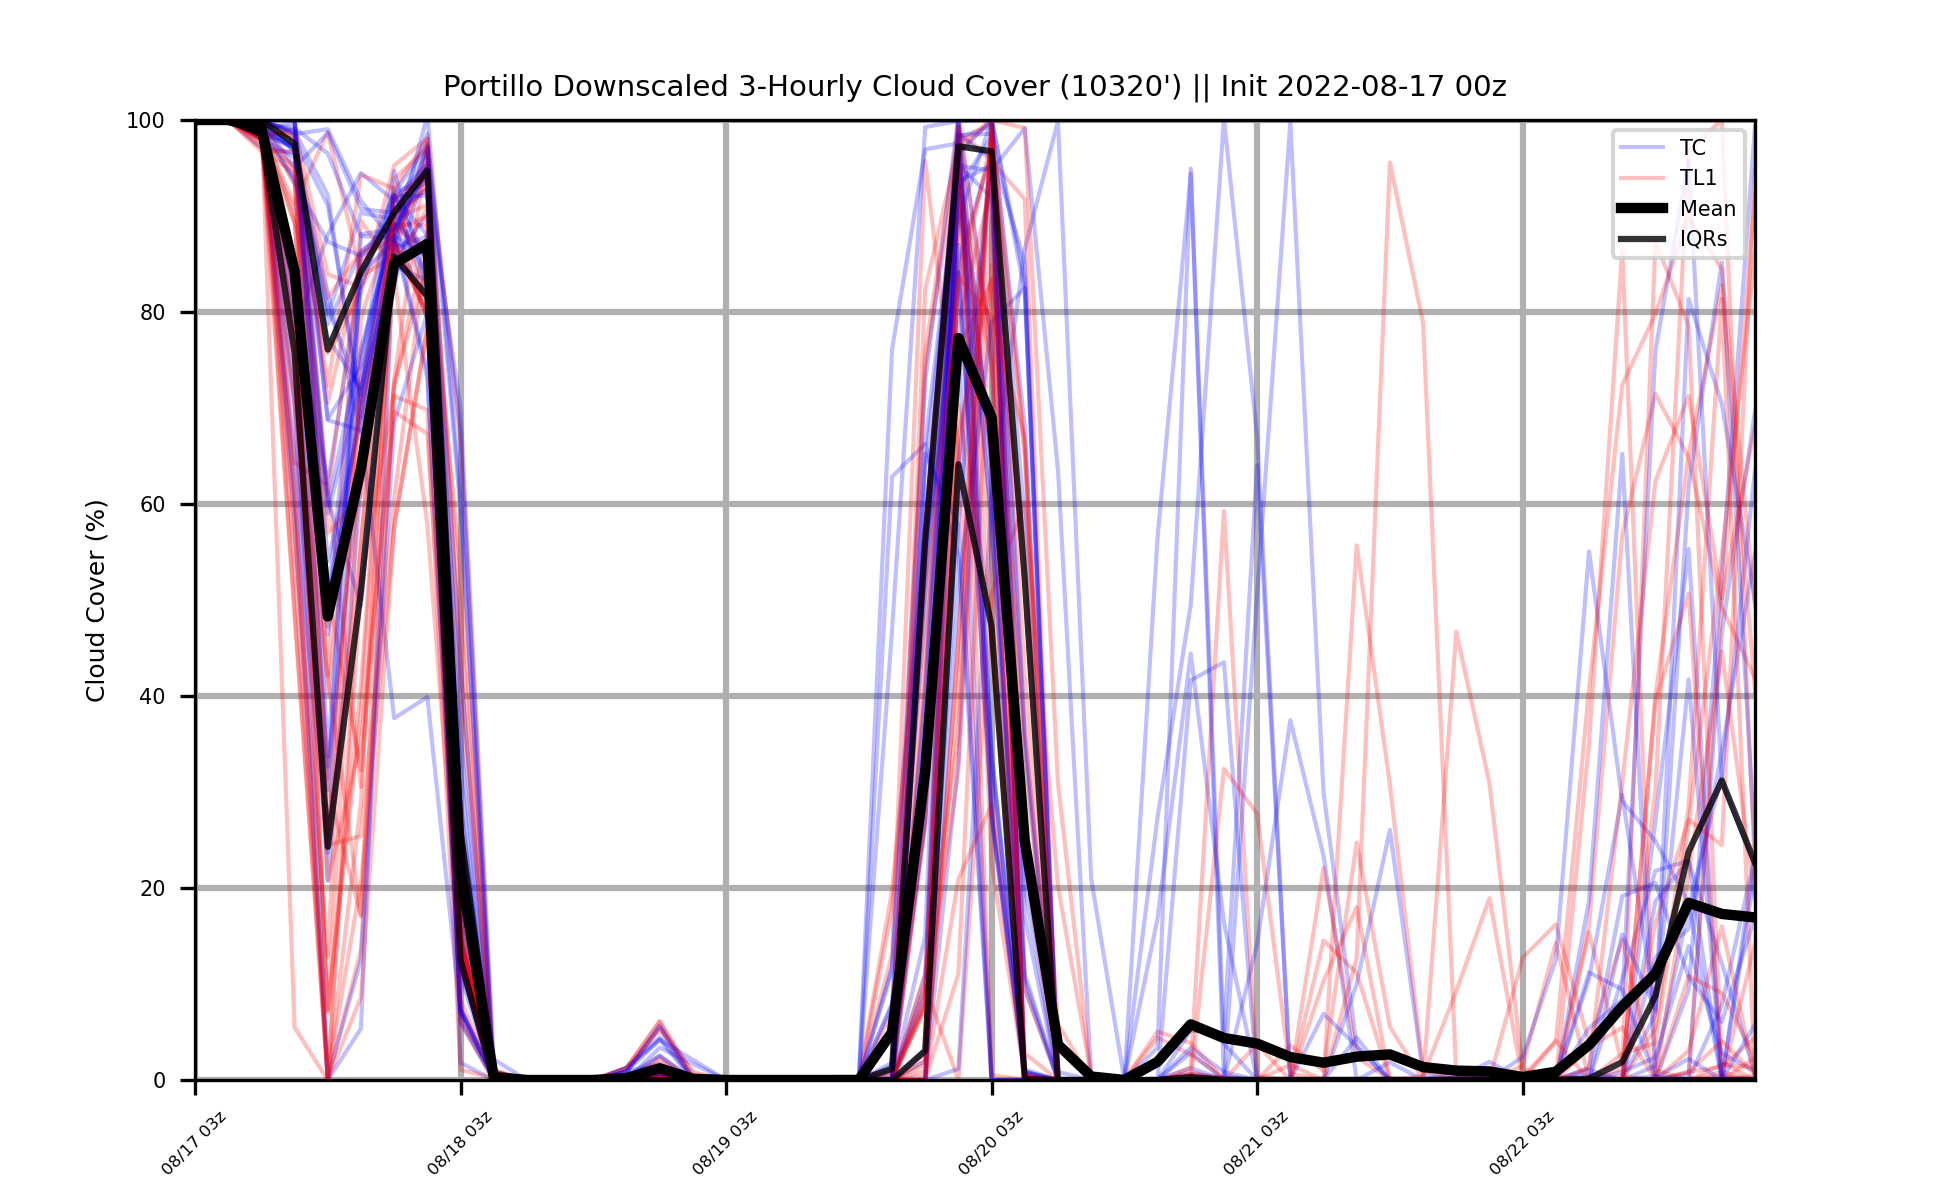 Portillo Downscaled 3-Hourly Cloud Cover (10320') || Init 2022-08-17 00z
Cloud Cover (%)
100
80
60
40
20
0
TC
TL1
Mean
IQRs
08/17 03z
08/18 03z
08/19 03z
08/20 03z
08/21 03z
08/22 03z